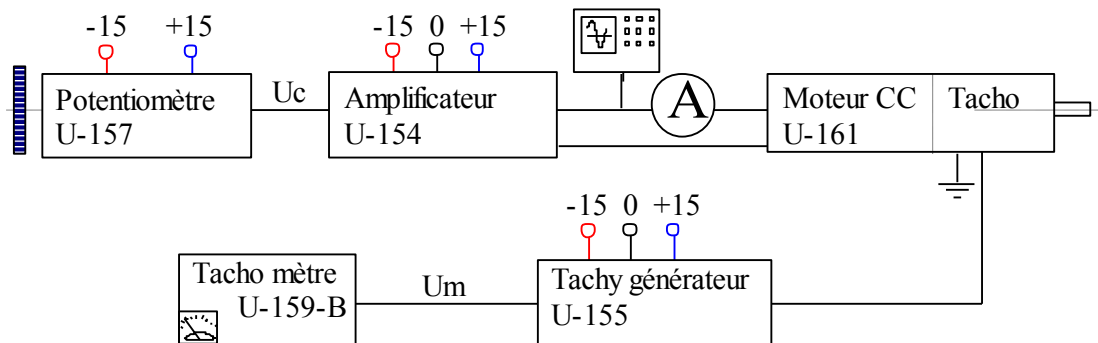 -15 +15
-15 0 +15
Potentiomètre
U-157
Uc
Amplificateur
U-154
A
Moteur CC
U-161
Tacho
-15 0 +15
Tacho mètre
U-159-B
Um
Tachy générateur
U-155